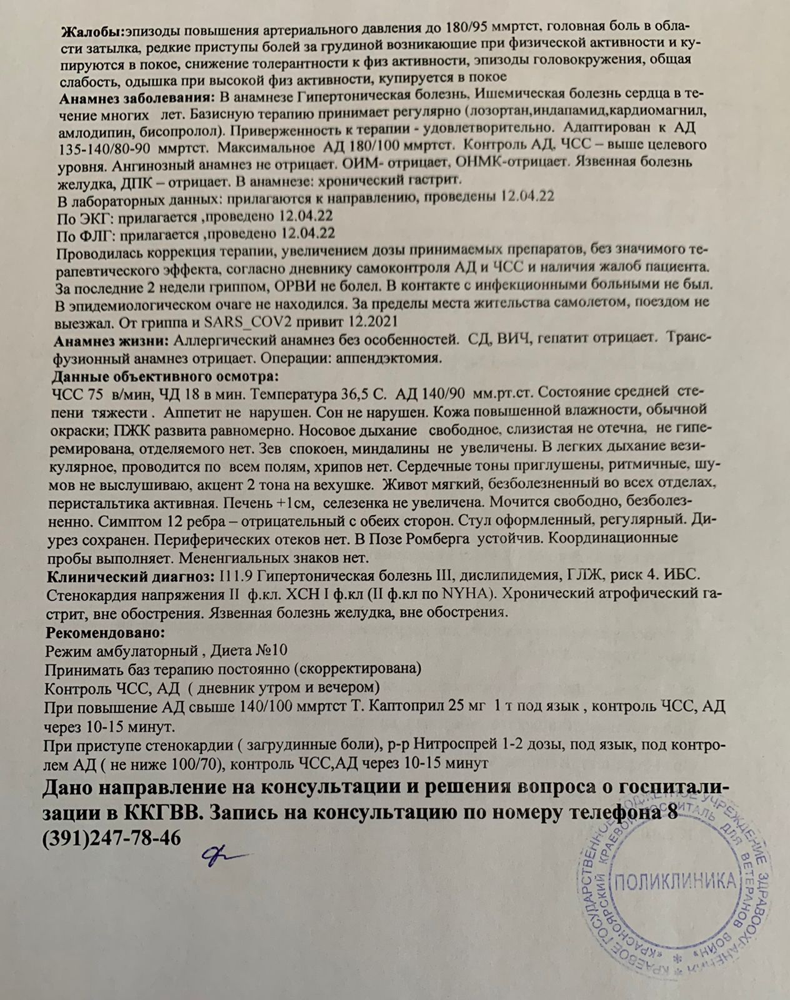 Жалобы:эпизоды повышения артериального давления до 180/95 ммртст, головная боль в обла-
сти затылка, редкие приступы болей за грудиной возникающие при физической активности и ку-
пируются в покое, снижение толерантности к физ активности, эпизоды головокружения, общая
слабость, одышка при высокой физ активности, купируется в покое
Анамнез заболевания: В анамнезе Гипертоническая болезнь, Ишемическая болезнь сердца в те-
чение многих лет. Базисную терапию принимает регулярно (лозортан,индапамид,кардиомагнил,
амлодипин, бисопролол). Приверженность к терапии - удовлетворительно. Адаптирован к АД
135-140/80-90 ммртст. Максимальное АД 180/100 ммртст. Контроль АД, ЧСС – выше целевого
уровня. Ангинозный анамнез не отрицает. ОИМ- отрицает, ОНМК-отрицает. Язвенная болезнь
желудка, ДПК – отрицает. В анамнезе: хронический гастрит.
В лабораторных данных: прилагаются к направлению, проведены 12.04.22
По ЭКГ: прилагается ,проведено 12.04.22
По ФЛГ: прилагается ,проведено 12.04.22
Проводилась коррекция терапии, увеличением дозы принимаемых препаратов, без значимого те-
рапевтического эффекта, согласно дневнику самоконтроля АД и ЧСС и наличия жалоб пациента.
За последние 2 недели гриппом, ОРВИ не болел. В контакте с инфекционными больными не был.
В эпидемиологическом очаге не находился. За пределы места жительства самолетом, поездом не
выезжал. От гриппа и SARS_COV2 привит 12.2021
Анамнез жизни: Аллергический анамнез без особенностей. СД, ВИЧ, гепатит отрицает. Транс-
фузионный анамнез отрицает. Операции: аппендэктомия.
Данные объективного осмотра:
ЧСС 75 в/мин, ЧД 18 в мин. Температура 36,5 С. АД 140/90 мм.рт.ст. Состояние средней сте-
пени тяжести . Аппетит не нарушен. Сон не нарушен. Кожа повышенной влажности, обычной
окраски; ПЖК развита равномерно. Носовое дыхание свободное, слизистая не отечна, не гипе-
ремирована, отделяемого нет. Зев спокоен, миндалины не увеличены. В легких дыхание вези-
кулярное, проводится по всем полям, хрипов нет. Сердечные тоны приглушены, ритмичные, шу-
мов не выслушиваю, акцент 2 тона на вехушке. Живот мягкий, безболезненный во всех отделах,
перистальтика активная. Печень +1см, селезенка не увеличена. Мочится свободно, безболез-
ненно. Симптом 12 ребра – отрицательный с обеих сторон. Стул оформленный, регулярный. Ди-
урез сохранен. Периферических отеков нет. В Позе Ромберга устойчив. Координационные
пробы выполняет. Мененгиальных знаков нет.
Клинический диагноз: I11.9 Гипертоническая болезнь III, дислипидемия, ГЛЖ, риск 4. ИБС.
Стенокардия напряжения II ф.кл. ХСН I ф.кл (II ф.кл по NYHA). Хронический атрофический га-
стрит, вне обострения. Язвенная болезнь желудка, вне обострения.
Рекомендовано:
Режим амбулаторный , Диета №10
Принимать баз терапию постоянно (скорректирована)
Контроль ЧСС, АД ( дневник утром и вечером)
При повышение АД свыше 140/100 ммртст Т. Каптоприл 25 мг 1 т под язык , контроль ЧСС, АД
через 10-15 минут.
При приступе стенокардии ( загрудинные боли), р-р Нитроспрей 1-2 дозы, под язык, под контро-
лем АД ( не ниже 100/70), контроль ЧСС,АД через 10-15 минут
Дано направление на консультации и решения вопроса о госпитали-
зации в ККГВВ. Запись на консультацию по номеру телефона 8
(391)247-78-46
КРАЕВОЕ ГОСУДАРСТВЕННОЕ БЮДЖЕТНОЕ УЧРЕЖДЕНИЕ ЗДРАВООХРАНЕНИЯ
«КРАСНОЯРСКИЙ КРАЕВОЙ ГОСПИТАЛЬ ДЛЯ ВЕТЕРАНОВ ВОЙН»
ПОЛИКЛИНИКА